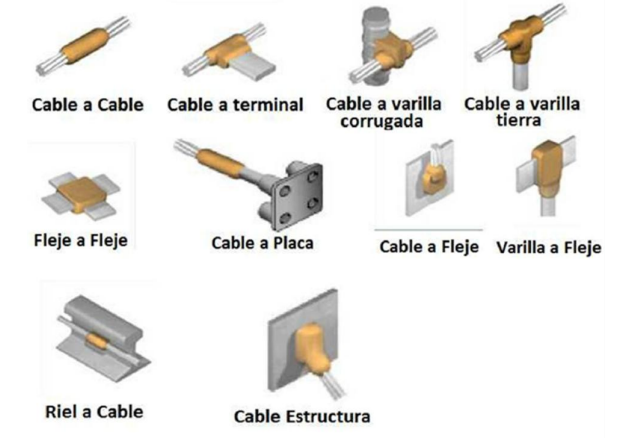 Cable a Cable
Cable a terminal
Cable a varilla
corrugada
Cable a varilla
tierra
Fleje a Fleje
Cable a Placa
Cable a Fleje
Varilla a Fleje
Riel a Cable
Cable Estructura